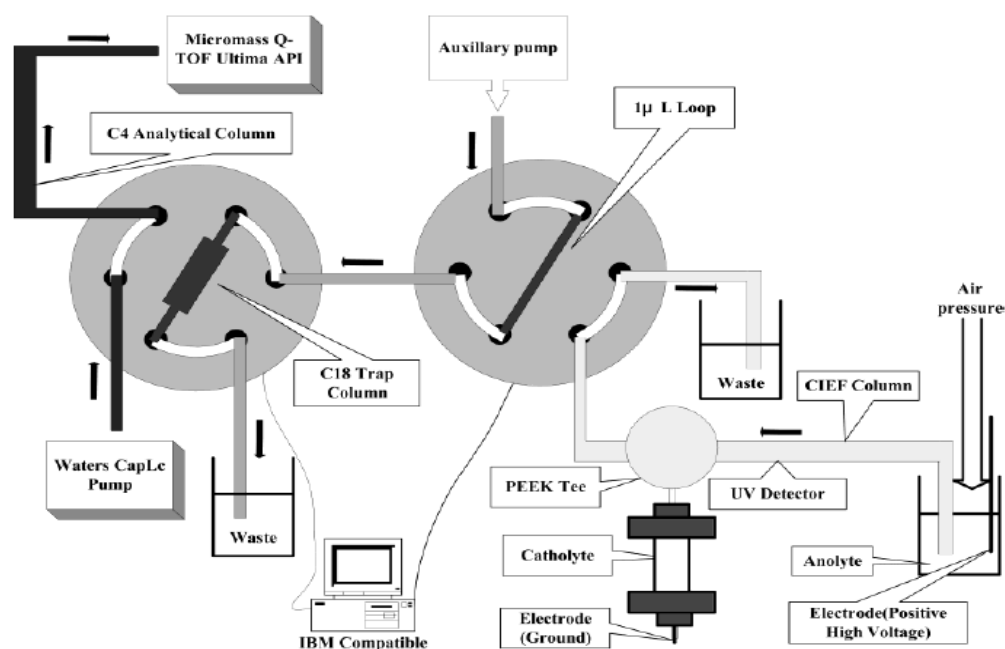 Micromass Q-
TOF Ultima API
Auxillary pump
1μ L Loop
C4 Analytical Column
Air
pressure
C18 Trap
Column
Waste
CIEF Column
Waters CapLc
Pump
PEEK Tee
UV Detector
Waste
Catholyte
Anolyte
Electrode
(Ground)
Electrode(Positive
High Voltage)
IBM Compatible